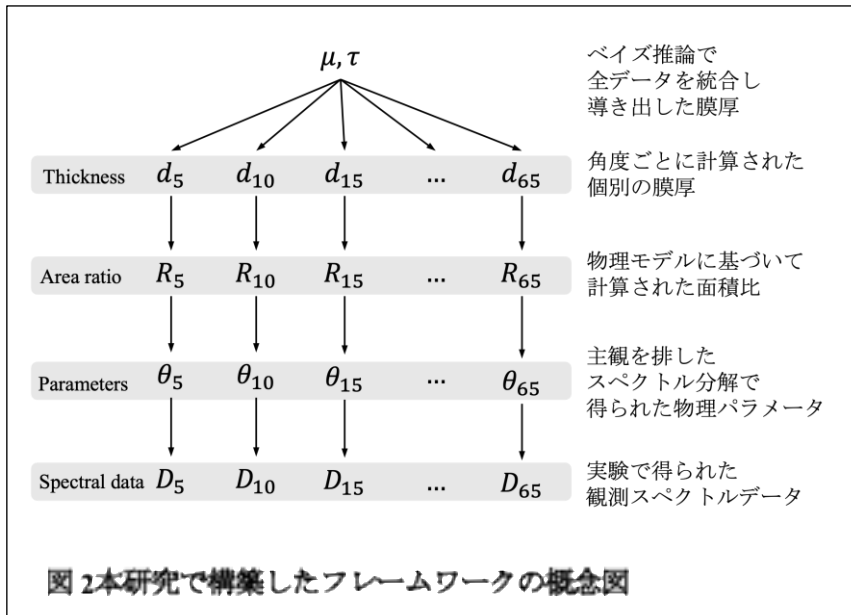 μ, τ
ベイズ推論で
全データを統合し
導き出した膜厚
Thickness d₅ d₁₀ d₁₅ ... d₆₅
角度ごとに計算された
個別の膜厚
Area ratio R₅ R₁₀ R₁₅ ... R₆₅
物理モデルに基づいて
計算された面積比
Parameters θ₅ θ₁₀ θ₁₅ ... θ₆₅
主観を排した
スペクトル分解で
得られた物理パラメータ
Spectral data D₅ D₁₀ D₁₅ ... D₆₅
実験で得られた
観測スペクトルデータ
図 2本研究で構築したフレームワークの概念図